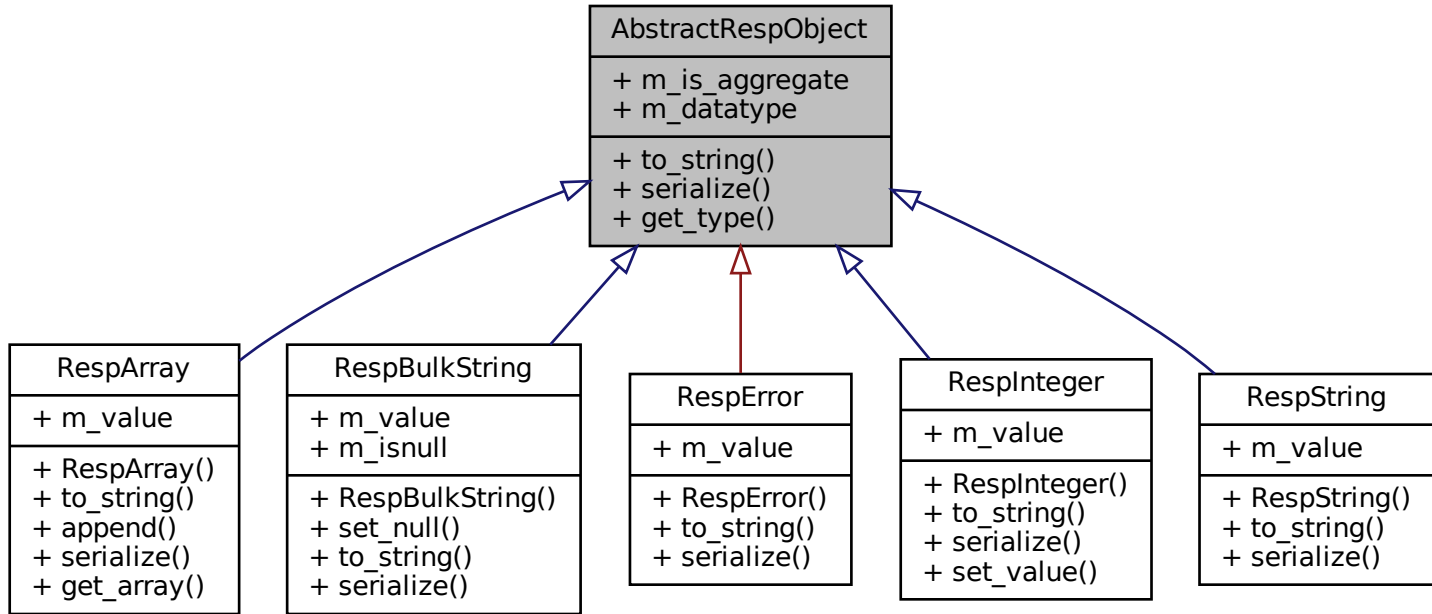 AbstractRespObject
+ m_is_aggregate
+ m_datatype
+ to_string()
+ serialize()
+ get_type()
RespArray
+ m_value
+ RespArray()
+ to_string()
+ append()
+ serialize()
+ get_array()
RespBulkString
+ m_value
+ m_isnull
+ RespBulkString()
+ set_null()
+ to_string()
+ serialize()
RespError
+ m_value
+ RespError()
+ to_string()
+ serialize()
RespInteger
+ m_value
+ RespInteger()
+ to_string()
+ serialize()
+ set_value()
RespString
+ m_value
+ RespString()
+ to_string()
+ serialize()